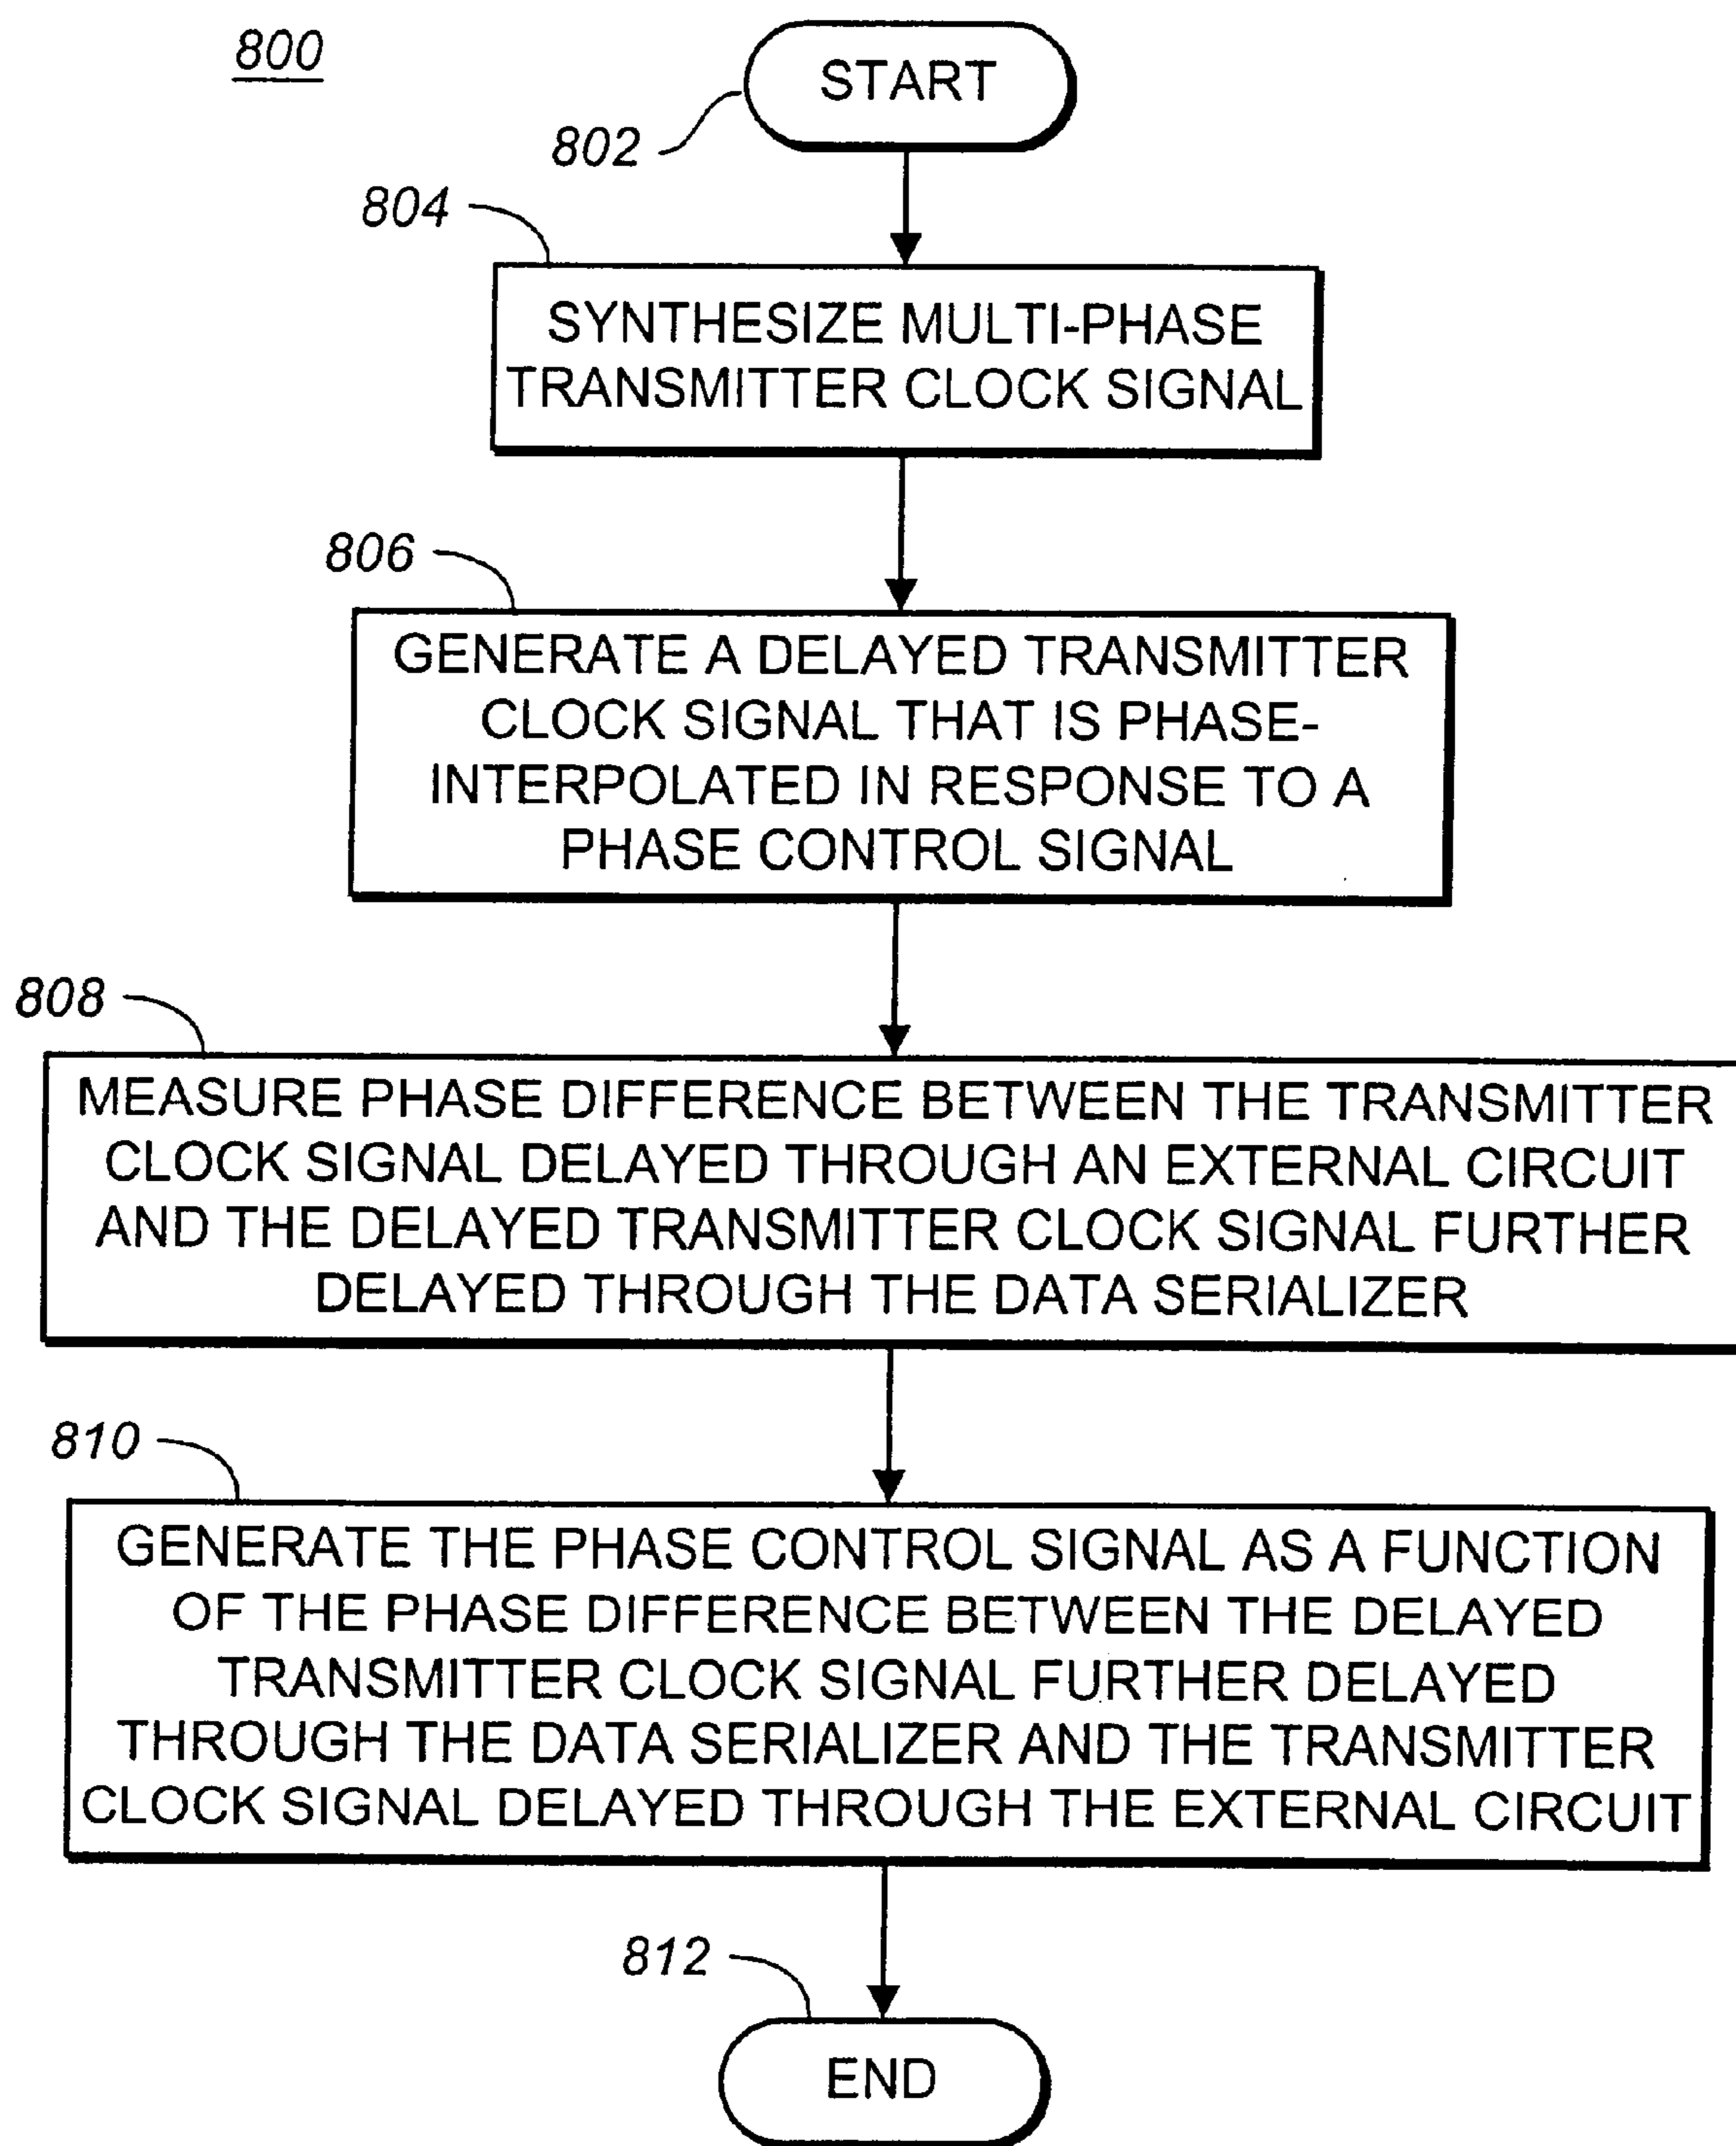 800
START
802
804
SYNTHESIZE MULTI-PHASE
TRANSMITTER CLOCK SIGNAL
806
GENERATE A DELAYED TRANSMITTER
CLOCK SIGNAL THAT IS PHASE-
INTERPOLATED IN RESPONSE TO A
PHASE CONTROL SIGNAL
808
MEASURE PHASE DIFFERENCE BETWEEN THE TRANSMITTER
CLOCK SIGNAL DELAYED THROUGH AN EXTERNAL CIRCUIT
AND THE DELAYED TRANSMITTER CLOCK SIGNAL FURTHER
DELAYED THROUGH THE DATA SERIALIZER
810
GENERATE THE PHASE CONTROL SIGNAL AS A FUNCTION
OF THE PHASE DIFFERENCE BETWEEN THE DELAYED
TRANSMITTER CLOCK SIGNAL FURTHER DELAYED
THROUGH THE DATA SERIALIZER AND THE TRANSMITTER
CLOCK SIGNAL DELAYED THROUGH THE EXTERNAL CIRCUIT
812
END